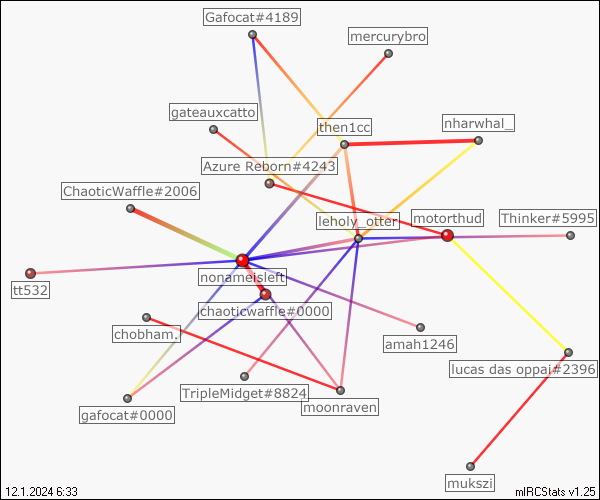 Gafocat#4189
mercurybro
gateauxcatto
then1cc
nharwhal_
Azure Reborn#4243
ChaoticWaffle#2006
leholy_otter
motorthud
Thinker#5995
nonameisleft
tt532
chaoticwaffle#0000
chobham.
amah1246
lucas das oppai#2396
TripleMidget#8824
moonraven
gafocat#0000
mukszi
12.1.2024 6:33
mIRCStats v1.25